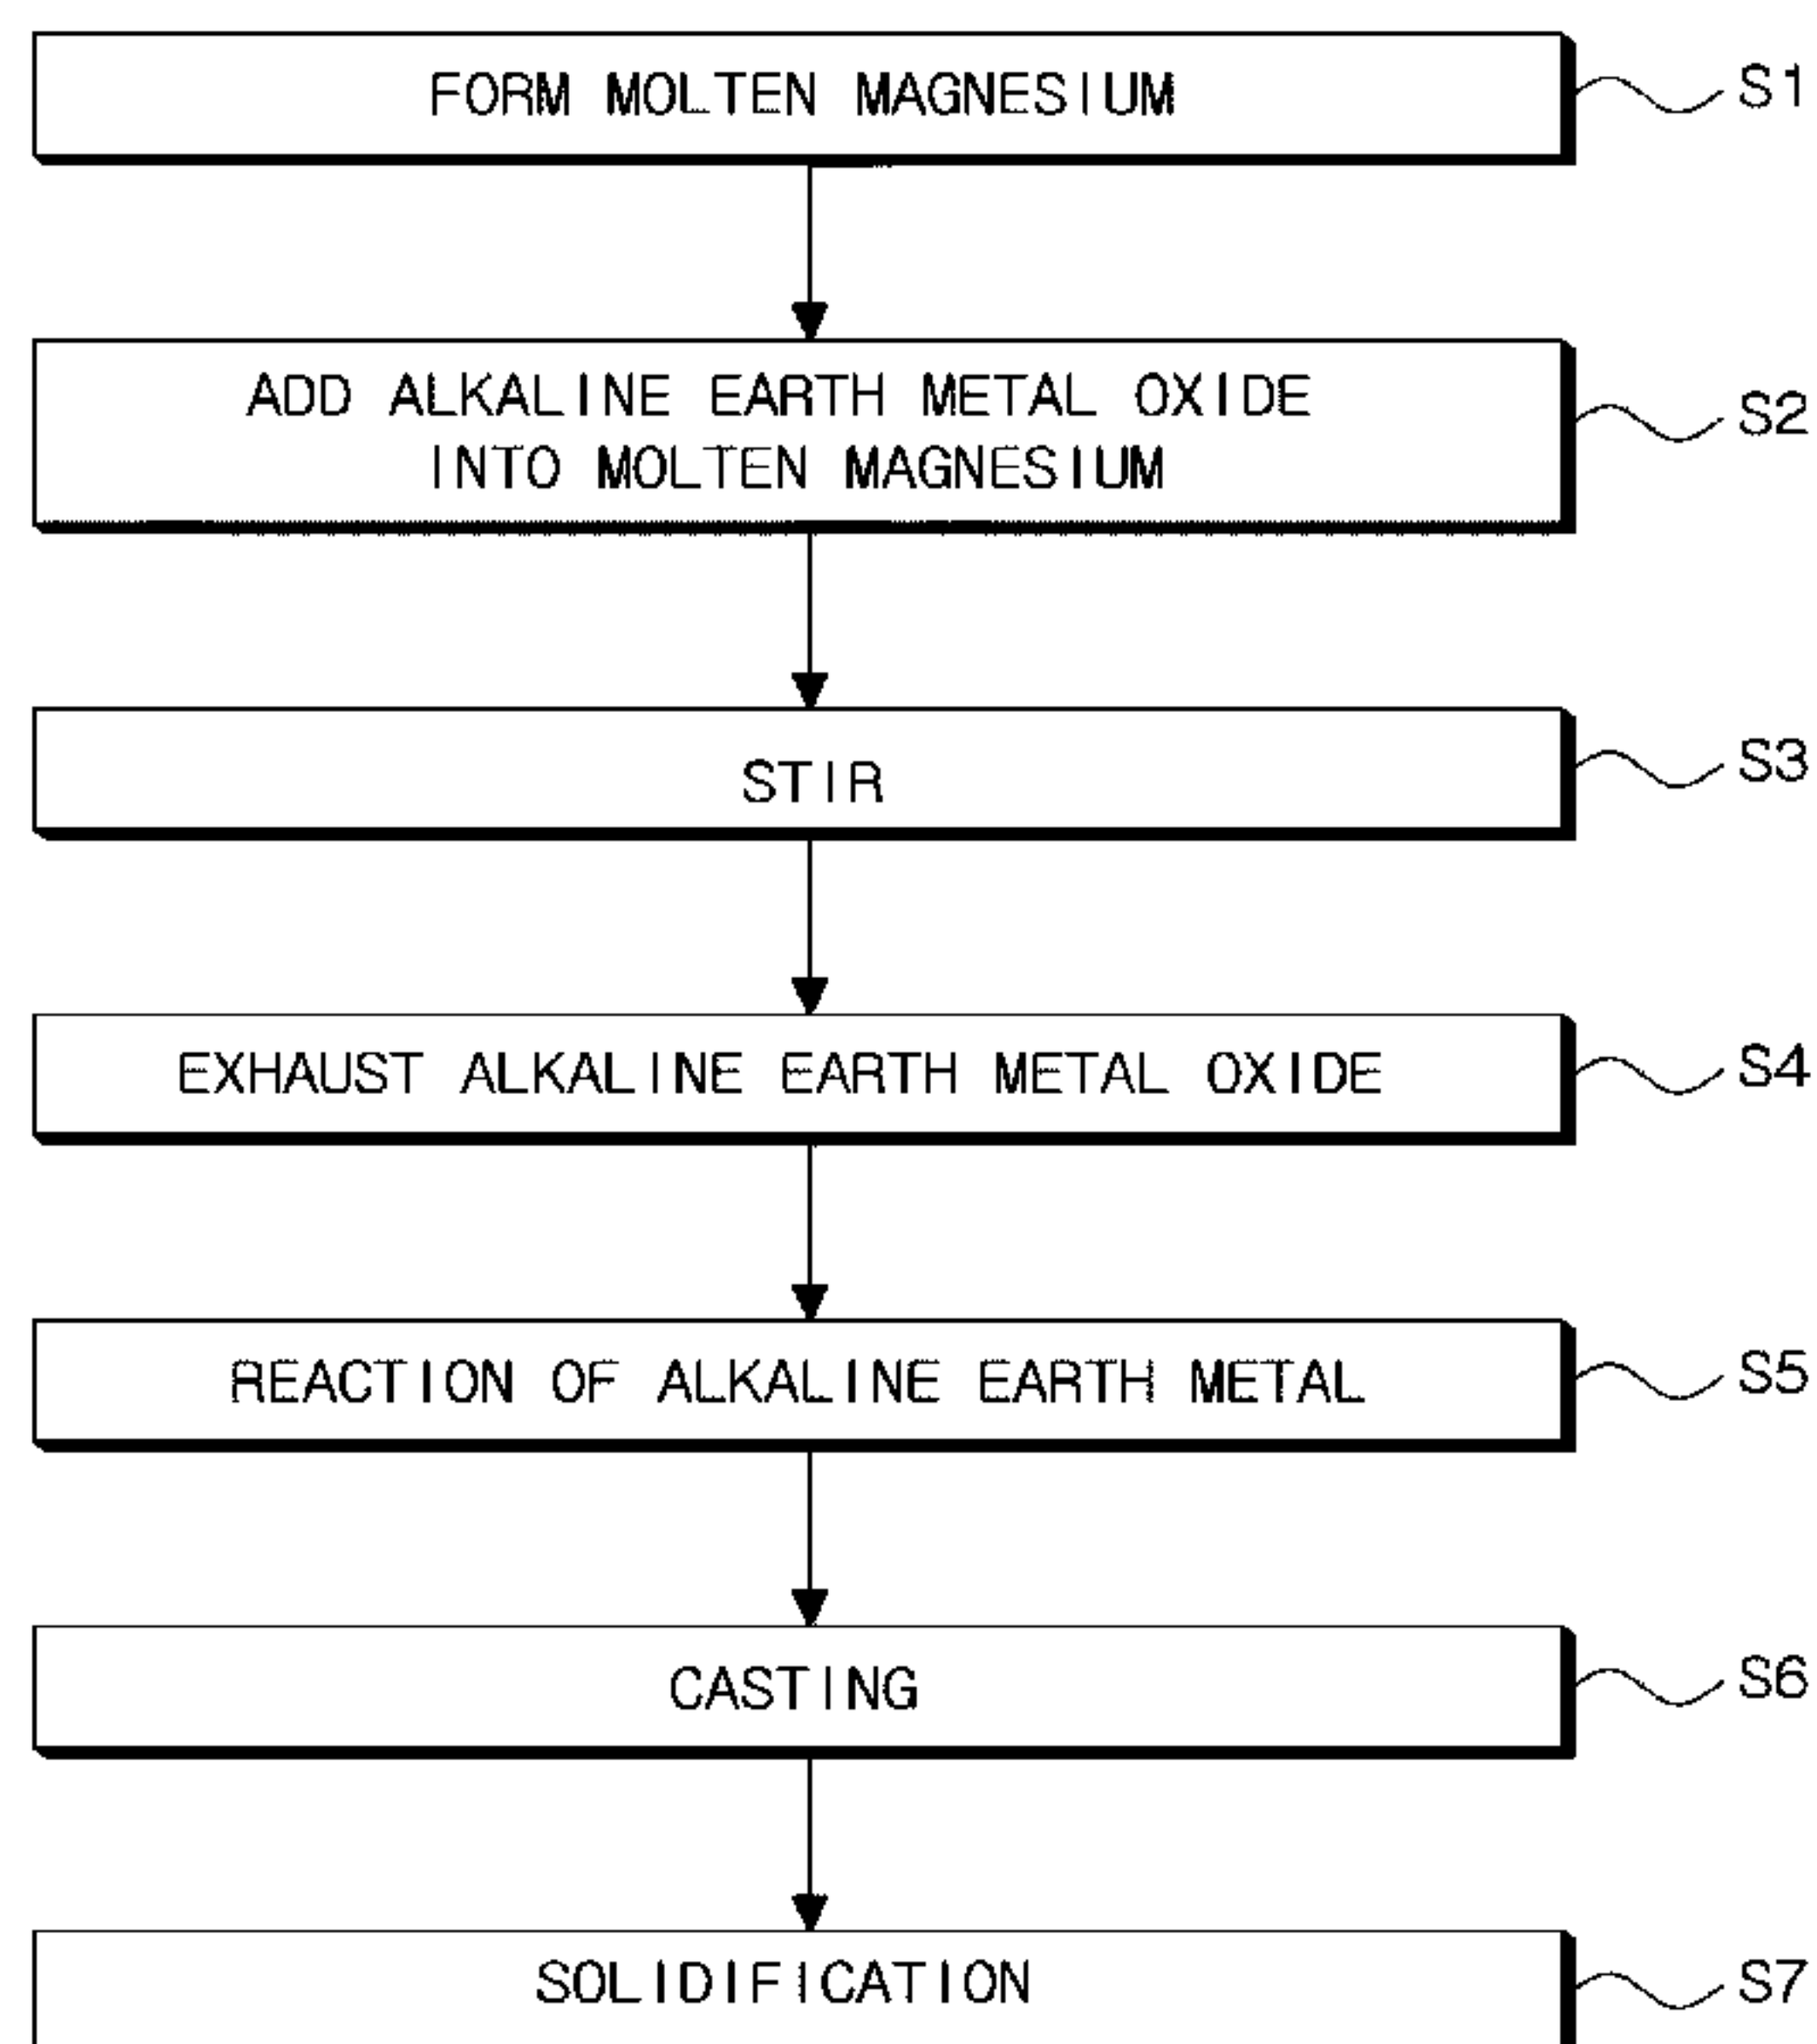 FORM MOLTEN MAGNESIUM S1
ADD ALKALINE EARTH METAL OXIDE
INTO MOLTEN MAGNESIUM S2
STIR S3
EXHAUST ALKALINE EARTH METAL OXIDE S4
REACTION OF ALKALINE EARTH METAL S5
CASTING S6
SOLIDIFICATION S7